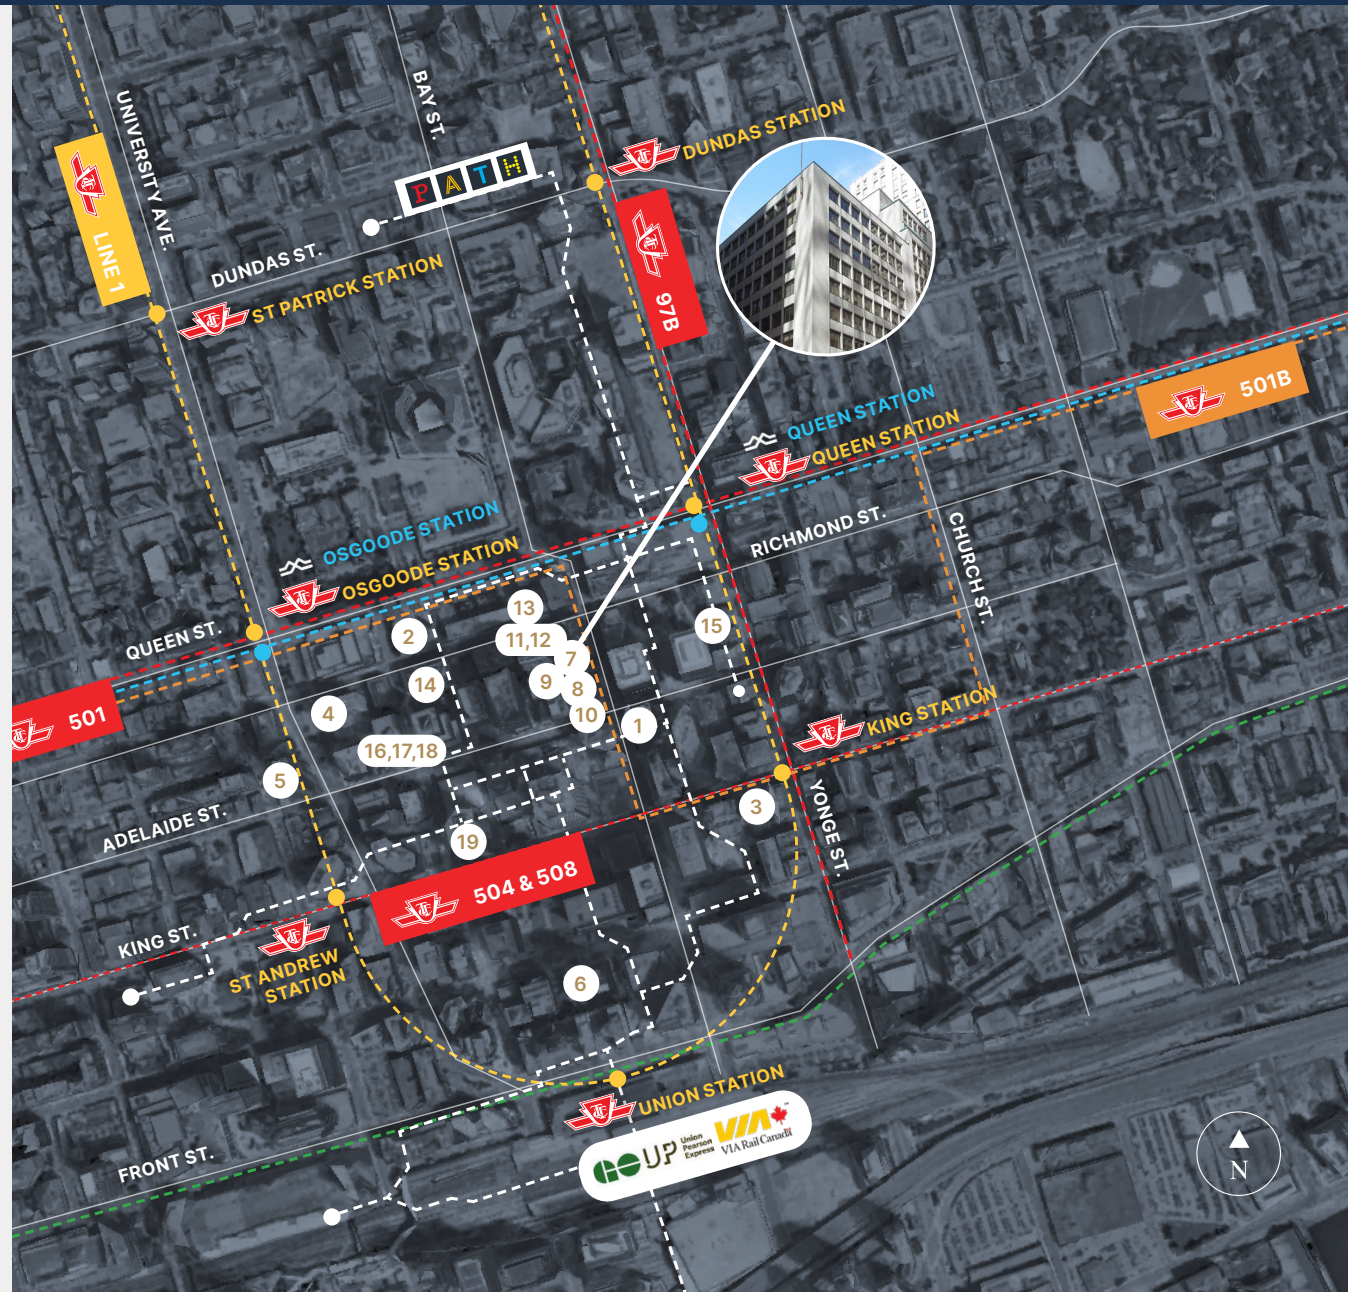 UNIVERSITY AVE.
BAY ST.
PATH
DUNDAS STATION
LINE 1
DUNDAS ST.
ST PATRICK STATION
97B
501B
QUEEN STATION
QUEEN STATION
OSGOODE STATION
OSGOODE STATION
RICHMOND ST.
CHURCH ST.
QUEEN ST.
13
2
11,12
15
7
14
9
8
4
10
1
501
KING STATION
16,17,18
5
3
ADELAIDE ST.
YONGE ST.
19
504 & 508
KING ST.
ST ANDREW
STATION
6
UNION STATION
GO
UP
Union
Pearson
Express
VIA
VIA Rail Canada
FRONT ST.
N